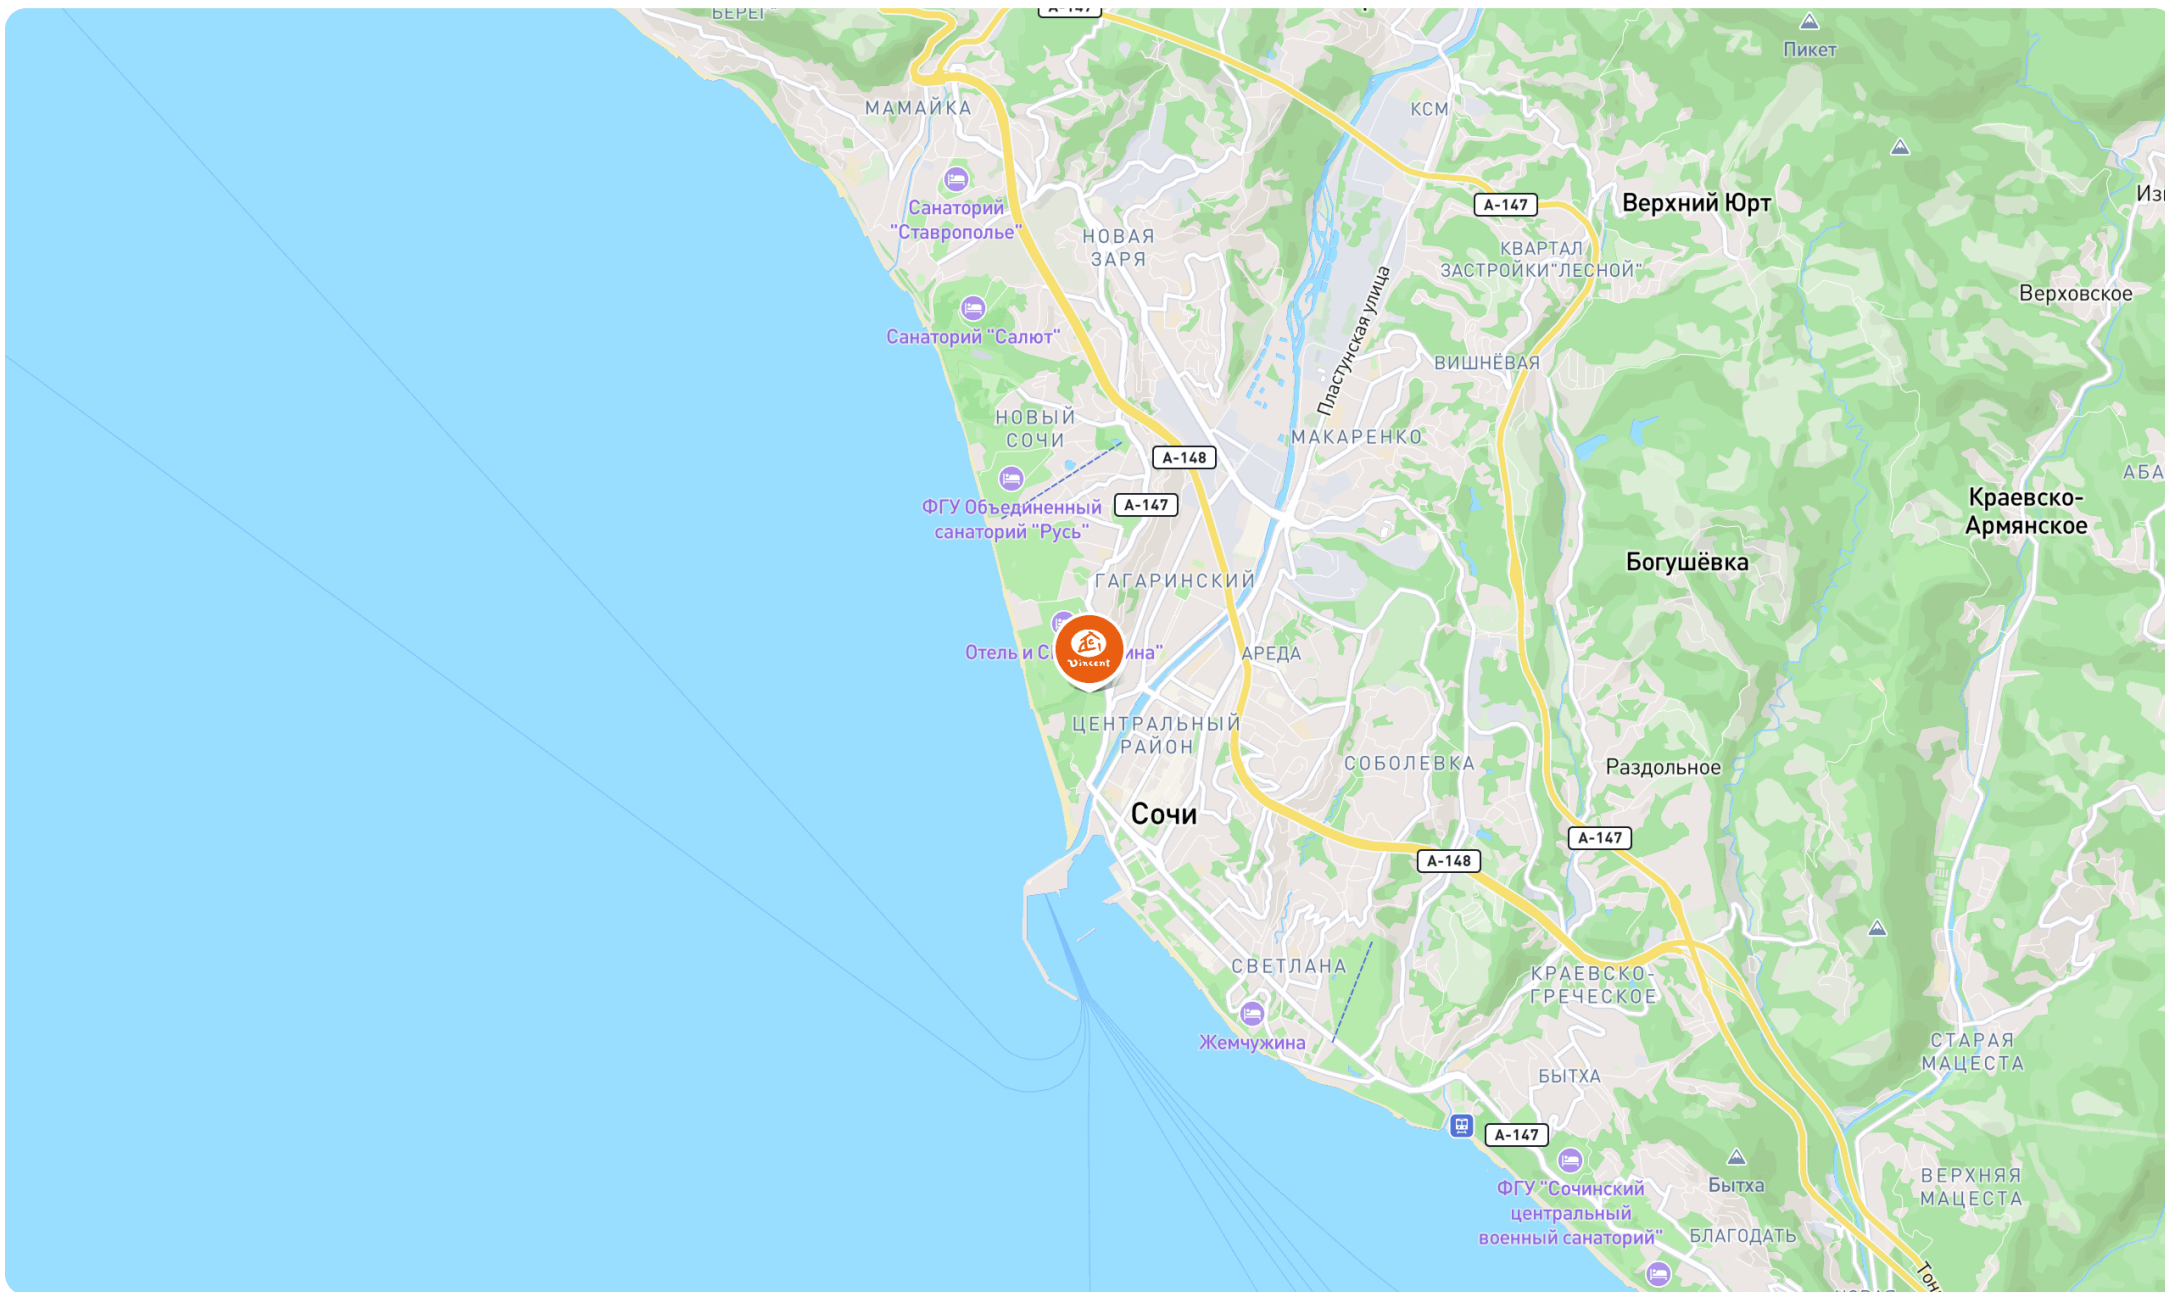 БЕРЕГ"
A-147
Пикет
МАМАЙКА
КСМ
Санаторий
"Ставрополье"
A-147
Верхний Юрт
НОВАЯ
ЗАРЯ
КВАРТАЛ
ЗАСТРОЙКИ"ЛЕСНОЙ"
Верховское
Санаторий "Салют"
Пластунская улица
ВИШНЁВАЯ
НОВЫЙ
СОЧИ
МАКАРЕНКО
A-148
A-147
ФГУ Объединенный
санаторий "Русь"
Краевско-
Армянское
Богушёвка
ГАГАРИНСКИЙ
Vincent
Отель и
АРЕДА
ЦЕНТРАЛЬНЫЙ
РАЙОН
СОБОЛЕВКА
Раздольное
Сочи
A-147
A-148
СВЕТЛАНА
КРАЕВСКО-
ГРЕЧЕСКОЕ
Жемчужина
СТАРАЯ
МАЦЕСТА
БЫТХА
A-147
Бытха
ВЕРХНЯЯ
МАЦЕСТА
ФГУ "Сочинский
центральный
военный санаторий"
БЛАГОДАТЬ